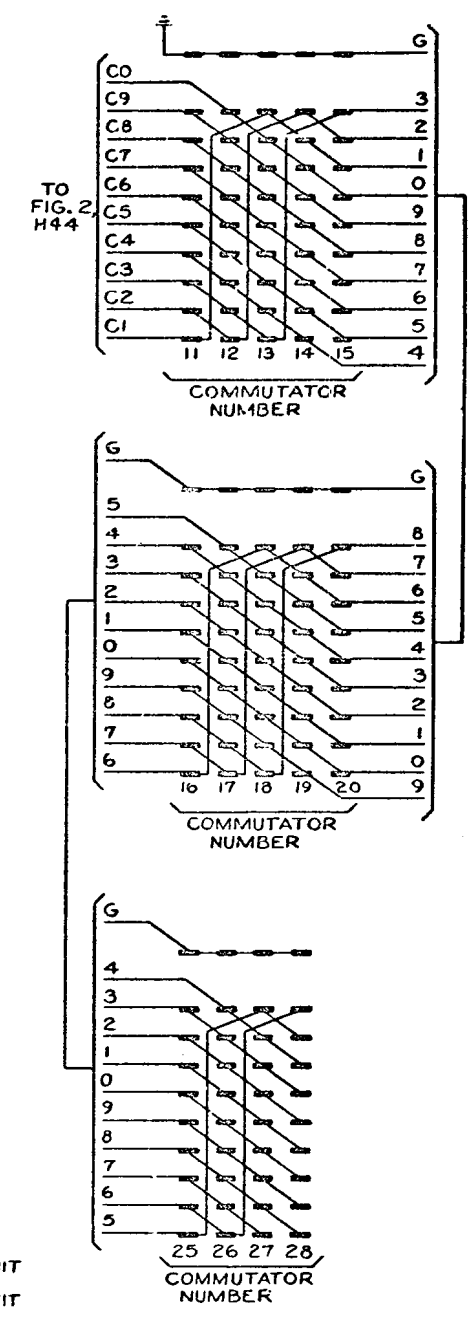 G
C0
C9 3
C8 2
C7 1
C6 0
TO
FIG. 2,
H44
C5 9
C4 8
C3 7
C2 6
C1 5
11 12 13 14 15 4
COMMUTATOR
NUMBER
G G
5
4 8
3 7
2 6
1 5
0 4
9 3
8 2
7 1
6 0
16 17 18 19 20 9
COMMUTATOR
NUMBER
G
4
3
2
1
0
9
8
7
6
5
25 26 27 28
COMMUTATOR
NUMBER
IT
IT